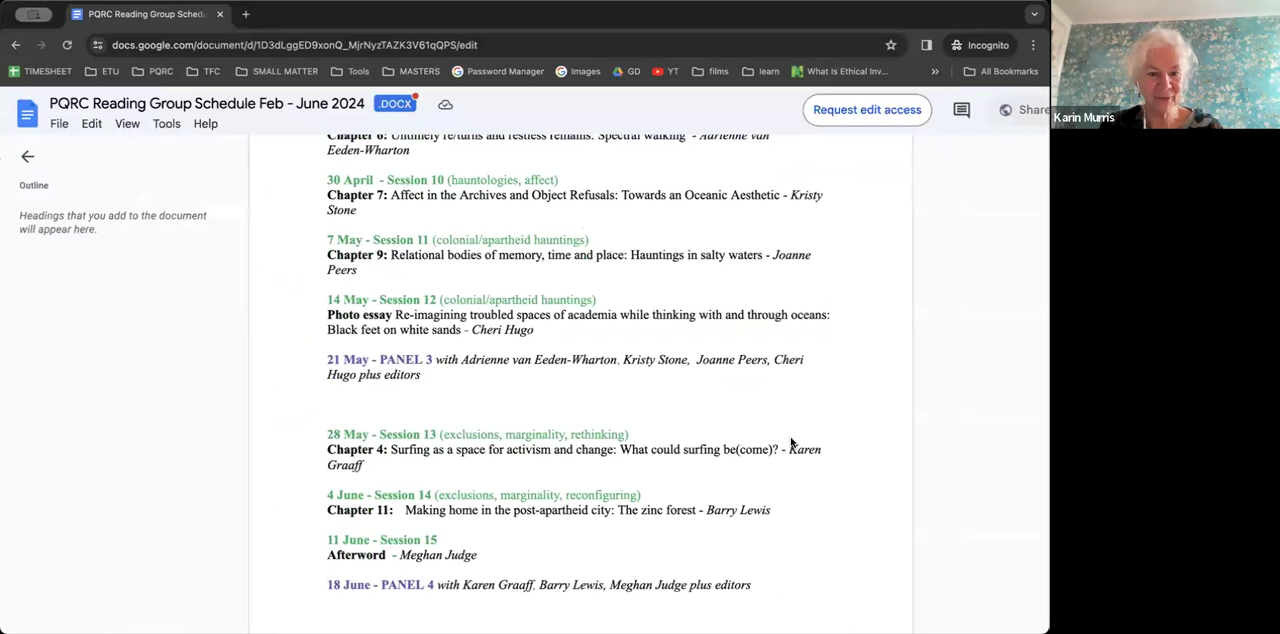 PQRC Reading Group Schedu
docs.google.com/document/d/1D3dLggED9xonQ_MjrNyzTAZK3V61qQPS/edit
Incognito
TIMESHEET ETU PQRC TFC SMALL MATTER Tools MASTERS Password Manager Images GD YT films learn What Is Ethical Inv... » All Bookmarks
PQRC Reading Group Schedule Feb - June 2024 .DOCX
Request edit access
Share
File Edit View Tools Help
Karin Murris
Outline
Headings that you add to the document
will appear here.
Chapter 6: Untimely re/turns and restless remains: Spectral walking - Adrienne van
Eeden-Wharton
30 April - Session 10 (hauntologies, affect)
Chapter 7: Affect in the Archives and Object Refusals: Towards an Oceanic Aesthetic - Kristy
Stone
7 May - Session 11 (colonial/apartheid hauntings)
Chapter 9: Relational bodies of memory, time and place: Hauntings in salty waters - Joanne
Peers
14 May - Session 12 (colonial/apartheid hauntings)
Photo essay Re-imagining troubled spaces of academia while thinking with and through oceans:
Black feet on white sands - Cheri Hugo
21 May - PANEL 3 with Adrienne van Eeden-Wharton, Kristy Stone, Joanne Peers, Cheri
Hugo plus editors
28 May - Session 13 (exclusions, marginality, rethinking)
Chapter 4: Surfing as a space for activism and change: What could surfing be(come)? - Karen
Graaff
4 June - Session 14 (exclusions, marginality, reconfiguring)
Chapter 11: Making home in the post-apartheid city: The zinc forest - Barry Lewis
11 June - Session 15
Afterword - Meghan Judge
18 June - PANEL 4 with Karen Graaff, Barry Lewis, Meghan Judge plus editors